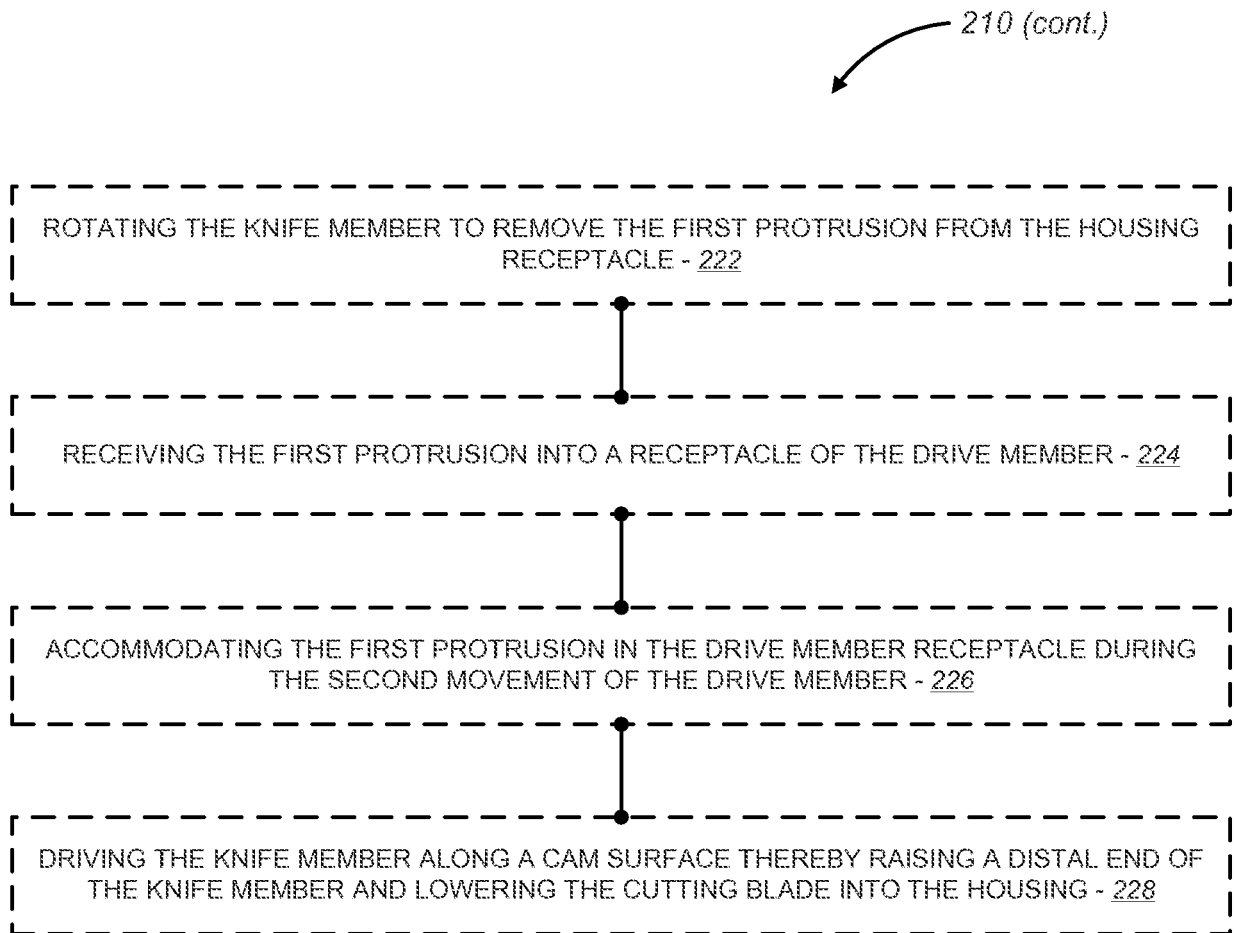 210 (cont.)
ROTATING THE KNIFE MEMBER TO REMOVE THE FIRST PROTRUSION FROM THE HOUSING
RECEPTACLE - 222
RECEIVING THE FIRST PROTRUSION INTO A RECEPTACLE OF THE DRIVE MEMBER - 224
ACCOMMODATING THE FIRST PROTRUSION IN THE DRIVE MEMBER RECEPTACLE DURING
THE SECOND MOVEMENT OF THE DRIVE MEMBER - 226
DRIVING THE KNIFE MEMBER ALONG A CAM SURFACE THEREBY RAISING A DISTAL END OF
THE KNIFE MEMBER AND LOWERING THE CUTTING BLADE INTO THE HOUSING - 228